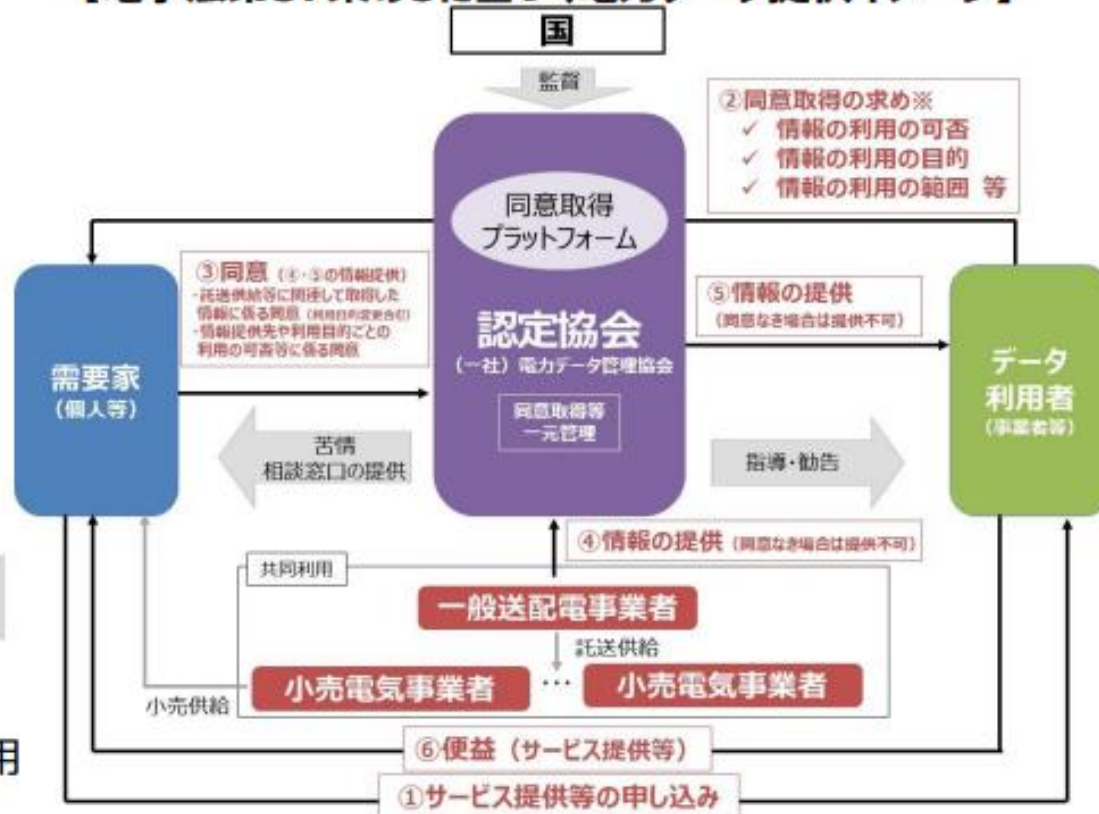 国
監督
②同意取得の求め※
✓ 情報の利用の可否
✓ 情報の利用の目的
✓ 情報の利用の範囲 等
同意取得
プラットフォーム
③同意（④・⑤の情報提供）
・託送供給等に関連して取得した
情報に係る同意（利用目的変更含む）
・情報提供先や利用目的ごとの
利用の可否等に係る同意
⑤情報の提供
（同意なき場合は提供不可）
認定協会
（一社）電力データ管理協会
同意取得等
一元管理
需要家
（個人等）
データ
利用者
（事業者等）
苦情
相談窓口の提供
指導・勧告
④情報の提供（同意なき場合は提供不可）
共同利用
一般送配電事業者
託送供給
小売電気事業者
…
小売電気事業者
小売供給
用
⑥便益（サービス提供等）
①サービス提供等の申し込み